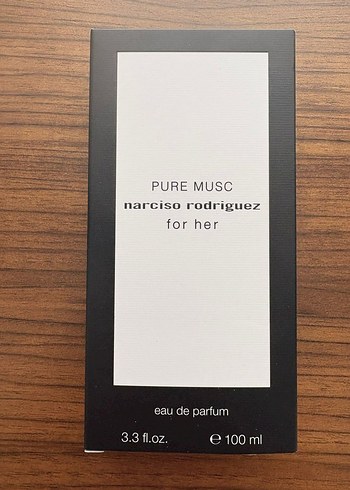 PURE MUSC
narciso rodriguez
for her
eau de parfum
3.3 fl.oz. ℮ 100 ml